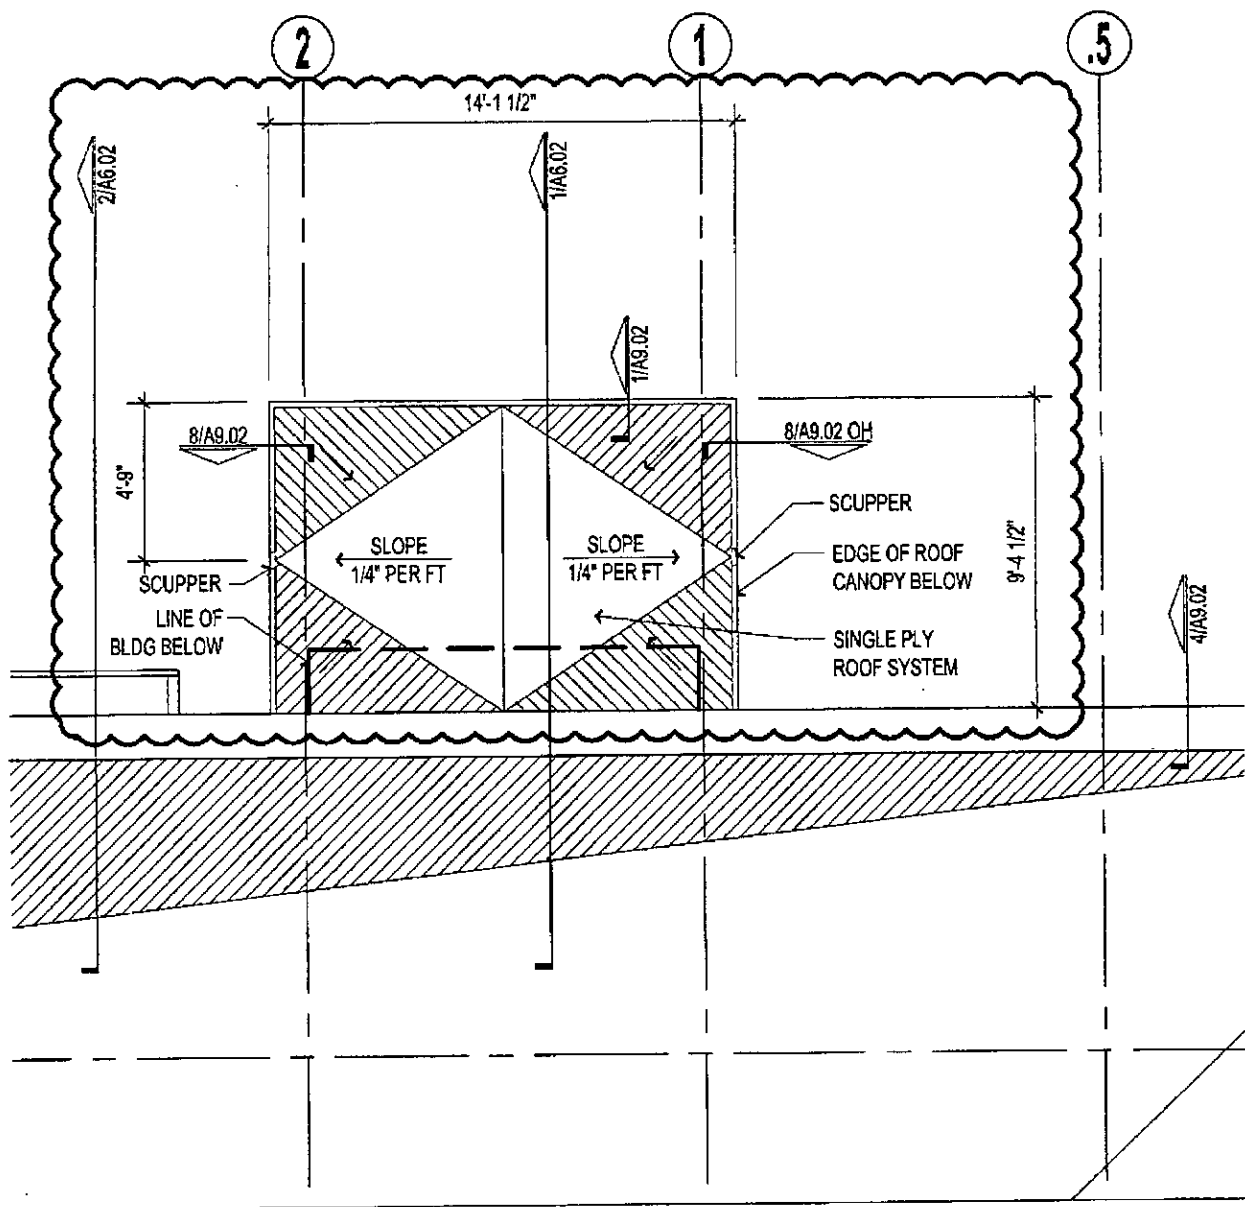 2
1
.5
14'-1 1/2"
2/A6.02
1/A6.02
1/A9.02
8/A9.02
8/A9.02 OH
4'-9"
SCUPPER
SLOPE
1/4" PER FT
SLOPE
1/4" PER FT
EDGE OF ROOF
CANOPY BELOW
9'-4 1/2"
SCUPPER
LINE OF
BLDG BELOW
SINGLE PLY
ROOF SYSTEM
4/A9.02